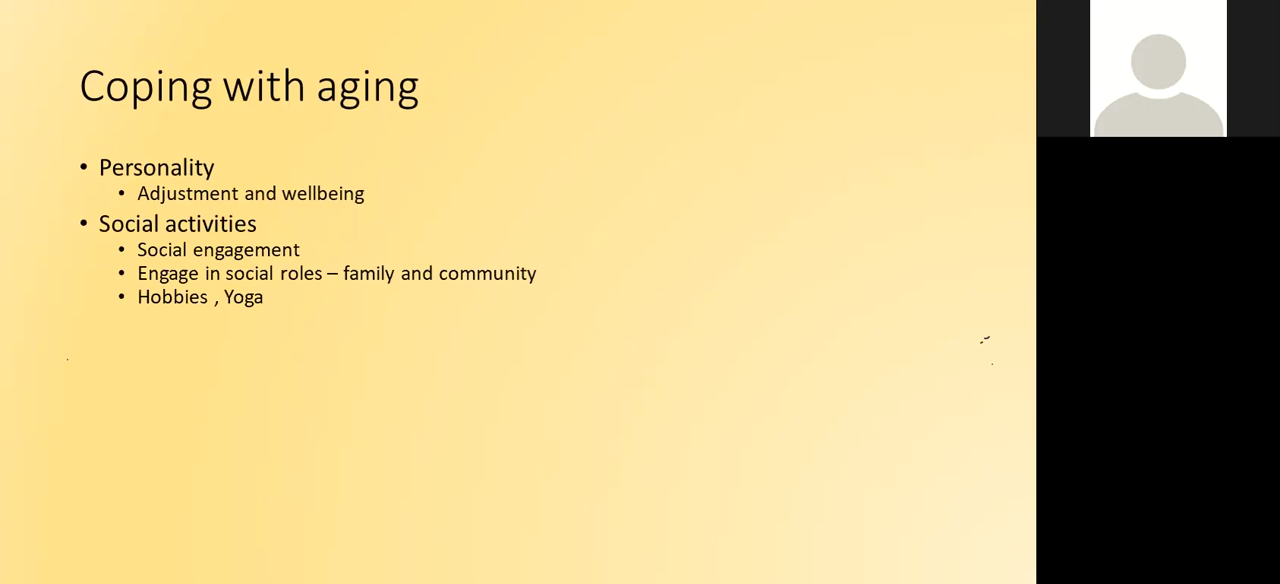 Coping with aging
• Personality
• Adjustment and wellbeing
• Social activities
• Social engagement
• Engage in social roles – family and community
• Hobbies , Yoga